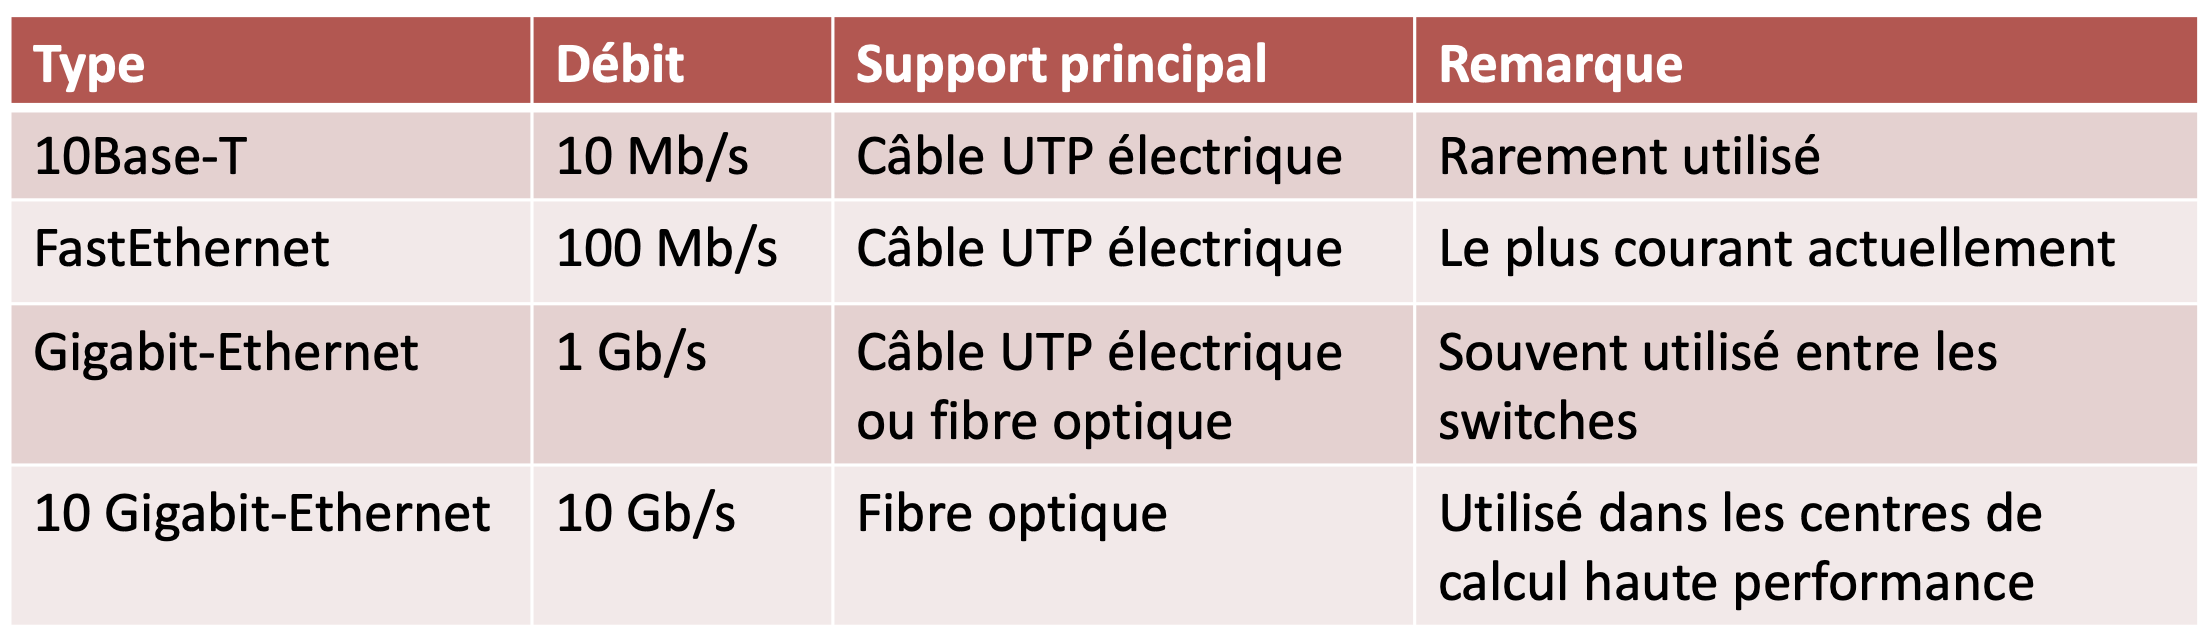 Type Débit Support principal Remarque
10Base-T 10 Mb/s Câble UTP électrique Rarement utilisé
FastEthernet 100 Mb/s Câble UTP électrique Le plus courant actuellement
Gigabit-Ethernet 1 Gb/s Câble UTP électrique Souvent utilisé entre les
ou fibre optique switches
10 Gigabit-Ethernet 10 Gb/s Fibre optique Utilisé dans les centres de
calcul haute performance